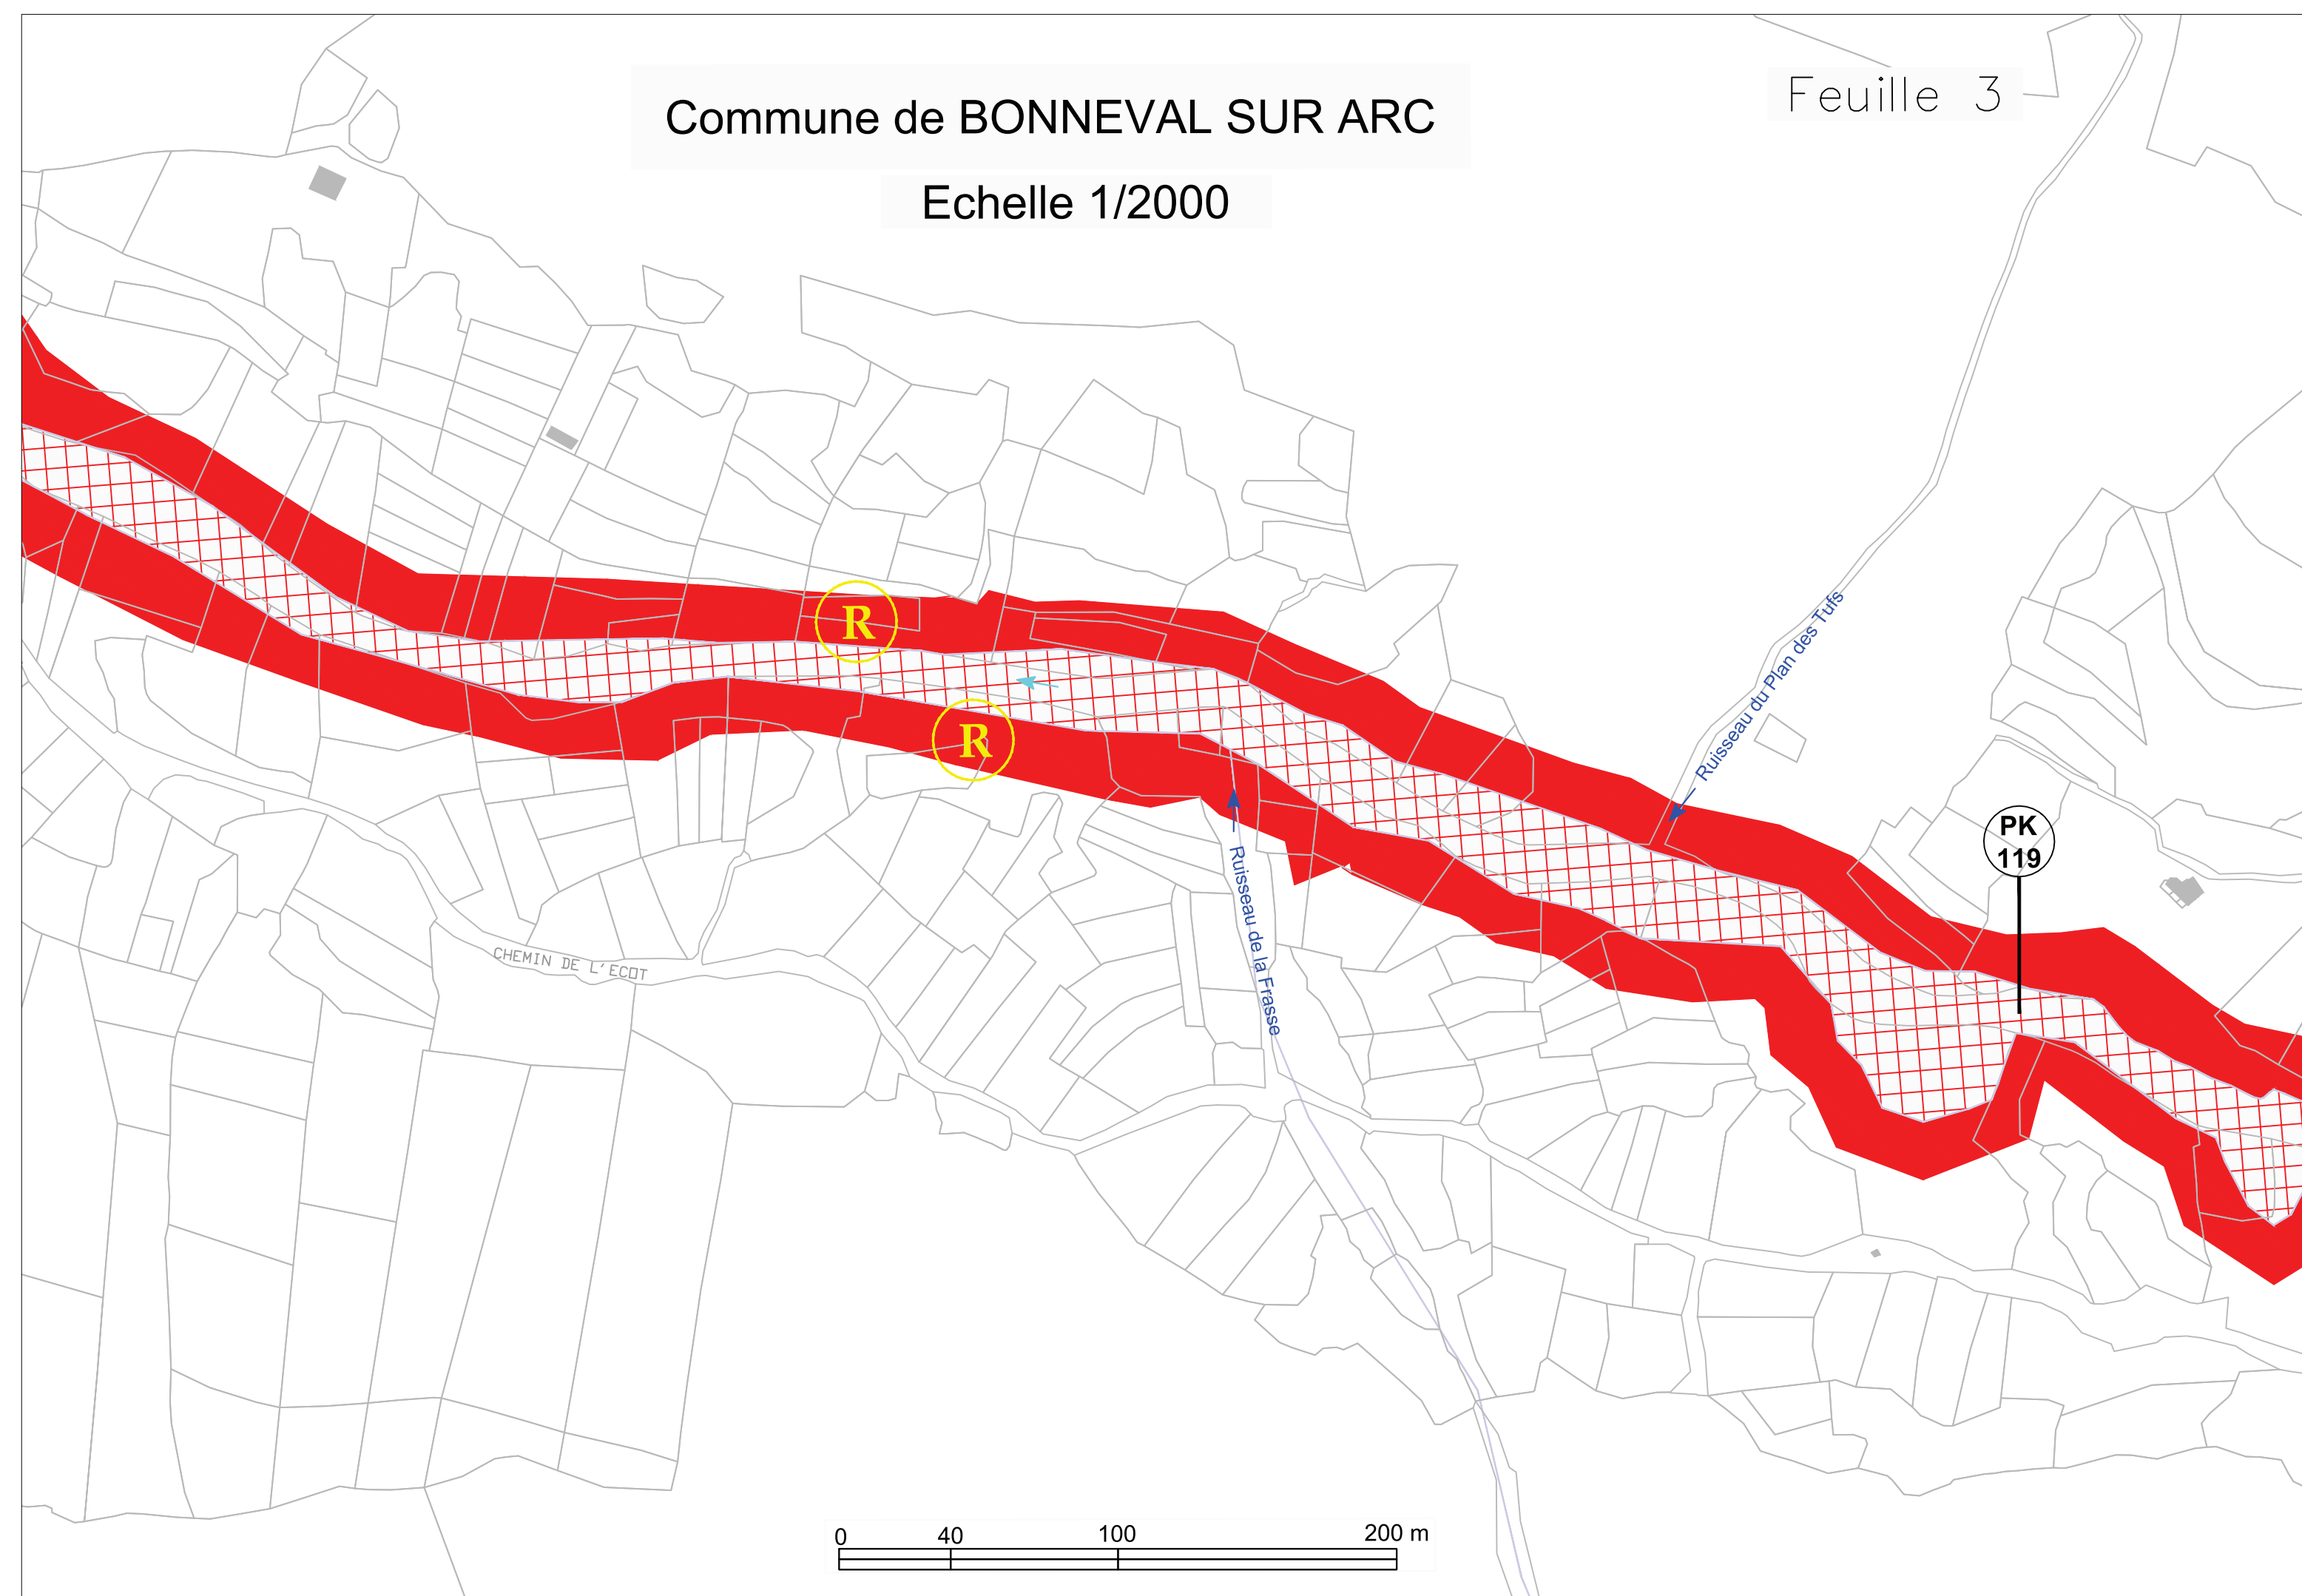 Commune de BONNEVAL SUR ARC
Feuille 3
Echelle 1/2000
R
Ruisseau du Plan des Tufs
R
PK
119
Ruisseau de la Frasse
CHEMIN DE L'ECOT
0 40 100 200 m